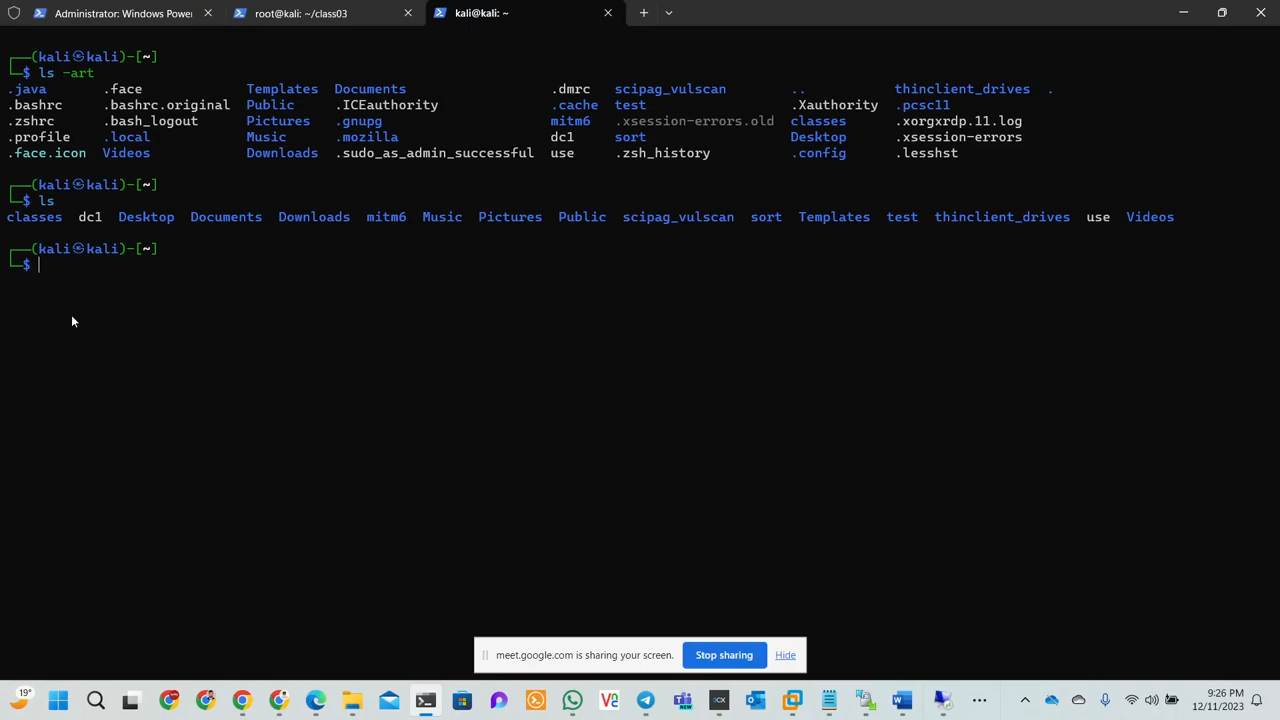 Administrator: Windows Power root@kali: ~/class03 kali@kali: ~
┌──(kali㉿kali)-[~]
└─$ ls -art
.java .face Templates Documents .dmrc scipag_vulscan .. thinclient_drives .
.bashrc .bashrc.original Public .ICEauthority .cache test .Xauthority .pcsc11
.zshrc .bash_logout Pictures .gnupg mitm6 .xsession-errors.old classes .xorgxrdp.11.log
.profile .local Music .mozilla dc1 sort Desktop .xsession-errors
.face.icon Videos Downloads .sudo_as_admin_successful use .zsh_history .config .lesshst
┌──(kali㉿kali)-[~]
└─$ ls
classes dc1 Desktop Documents Downloads mitm6 Music Pictures Public scipag_vulscan sort Templates test thinclient_drives use Videos
┌──(kali㉿kali)-[~]
└─$
meet.google.com is sharing your screen. Stop sharing Hide
19°
9:26 PM
12/11/2023